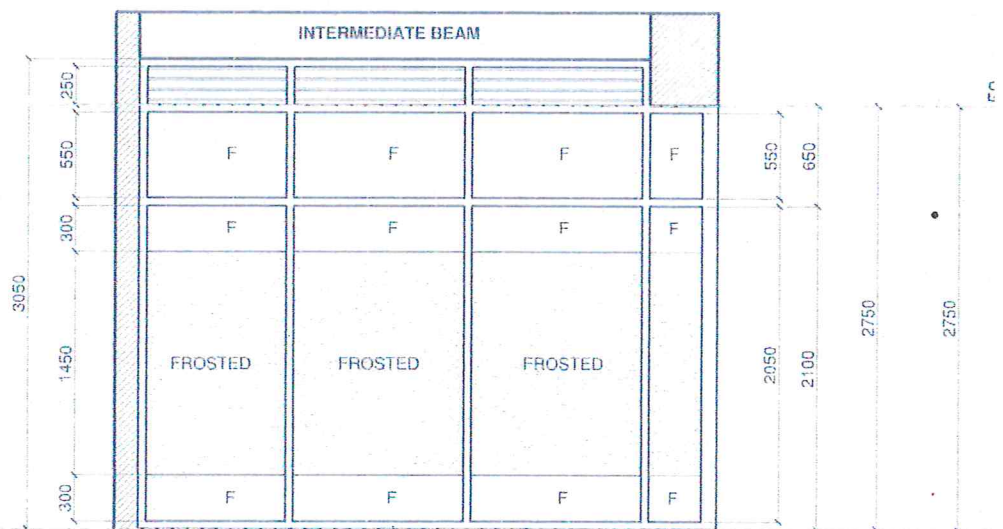 INTERMEDIATE BEAM
250
550
F F F F
550
650
300
F F F F
3050
1450
FROSTED FROSTED FROSTED
2050
2100
2750
2750
300
F F F F